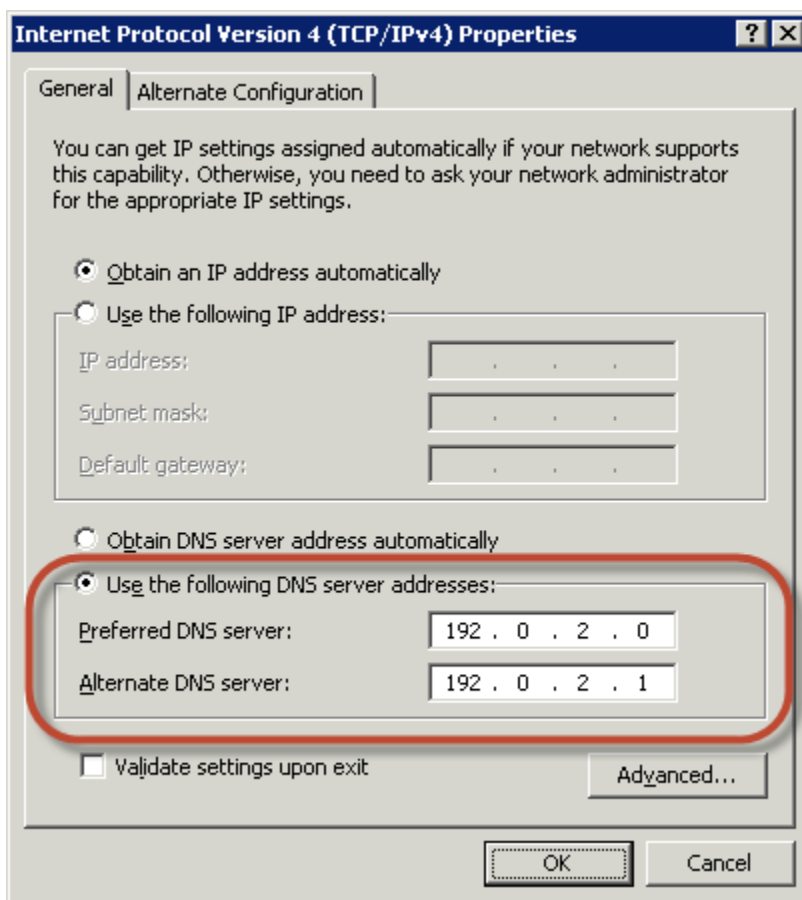 Internet Protocol Version 4 (TCP/IPv4) Properties
General
Alternate Configuration
You can get IP settings assigned automatically if your network supports
this capability. Otherwise, you need to ask your network administrator
for the appropriate IP settings.
Obtain an IP address automatically
Use the following IP address:
IP address: . . .
Subnet mask: . . .
Default gateway: . . .
Obtain DNS server address automatically
Use the following DNS server addresses:
Preferred DNS server: 192 . 0 . 2 . 0
Alternate DNS server: 192 . 0 . 2 . 1
Validate settings upon exit
Advanced...
OK Cancel